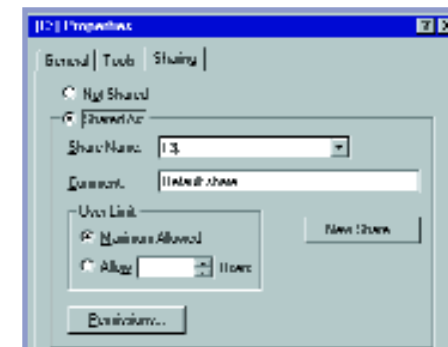 Properties
General Tools Sharing
Not Shared
Shared As
Share Name:
Comment: Default share
User Limit
Maximum Allowed
Allow Users
New Share
Permissions...